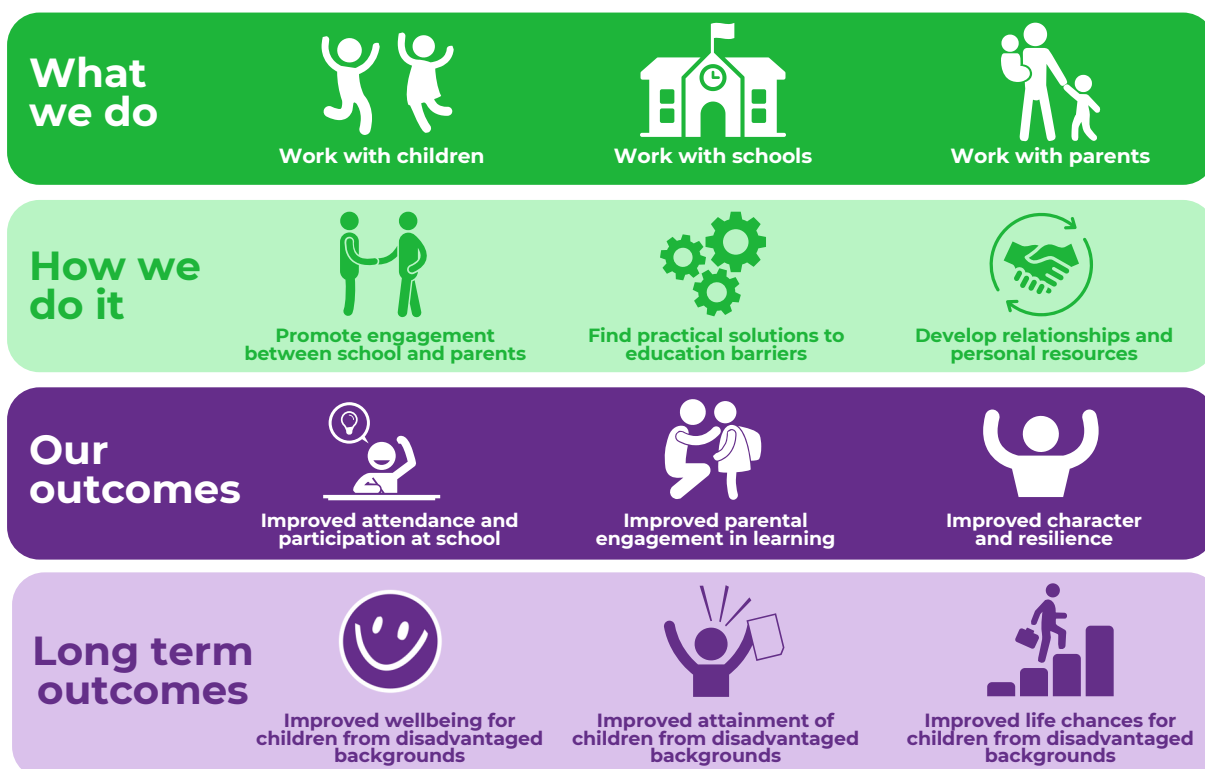 What
we do
Work with children
Work with schools
Work with parents
How we
do it
Promote engagement
between school and parents
Find practical solutions to
education barriers
Develop relationships and
personal resources
Our
outcomes
Improved attendance and
participation at school
Improved parental
engagement in learning
Improved character
and resilience
Long term
outcomes
Improved wellbeing for
children from disadvantaged
backgrounds
Improved attainment of
children from disadvantaged
backgrounds
Improved life chances for
children from disadvantaged
backgrounds